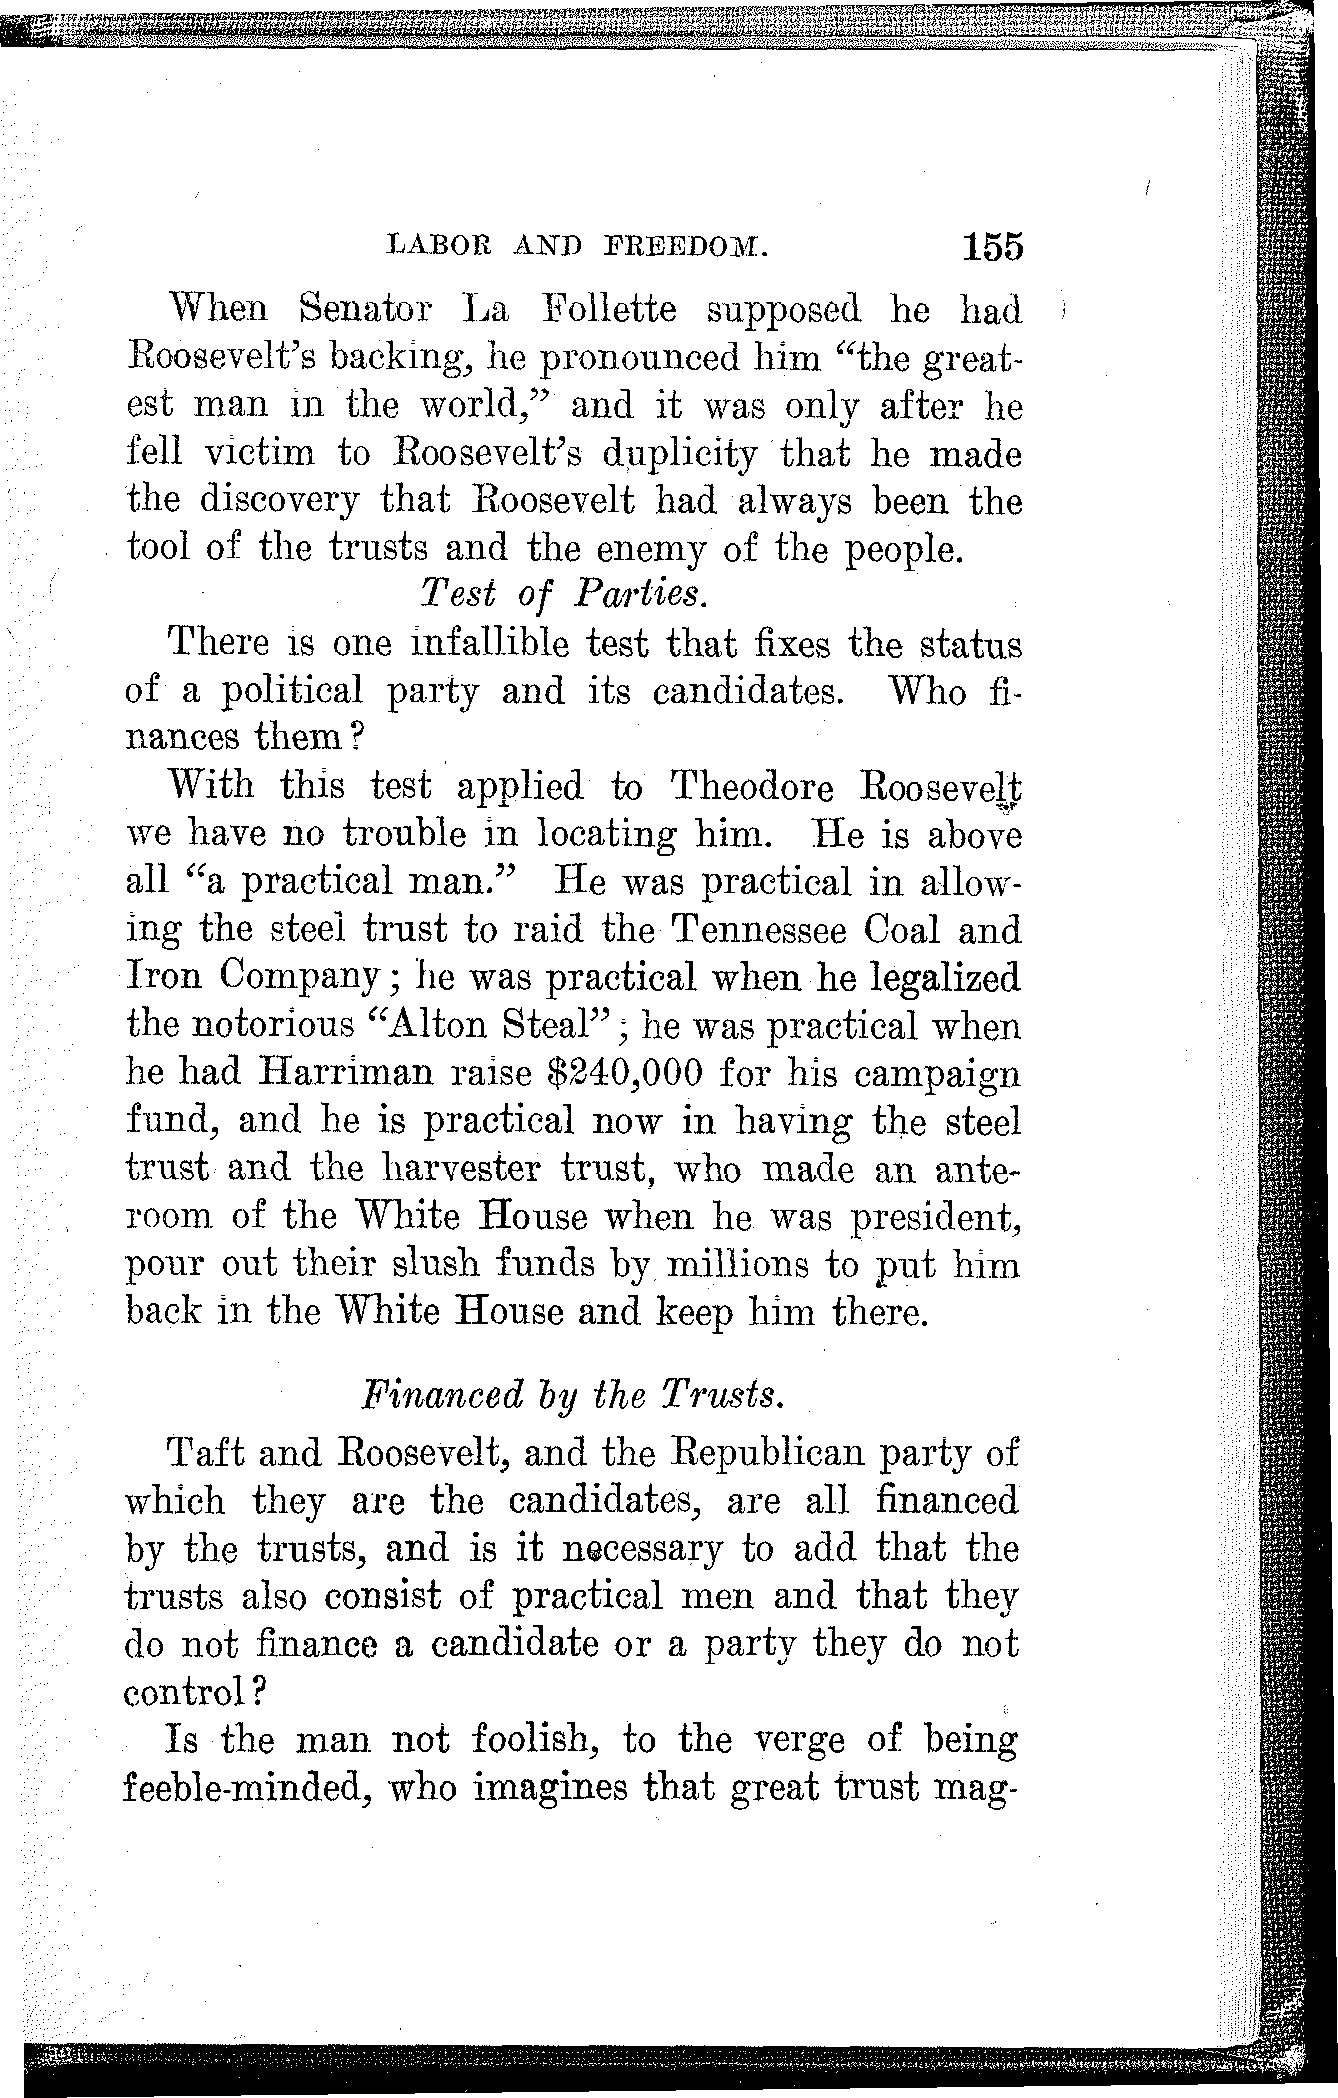 LABOR AND FREEDOM. 155
When Senator La Follette supposed he had
Roosevelt's backing, he pronounced him "the great-
est man in the world," and it was only after he
fell victim to Roosevelt's duplicity that he made
the discovery that Roosevelt had always been the
tool of the trusts and the enemy of the people.
Test of Parties.
There is one infallible test that fixes the status
of a political party and its candidates. Who fi-
nances them?
With this test applied to Theodore Roosevelt
we have no trouble in locating him. He is above
all "a practical man." He was practical in allow-
ing the steel trust to raid the Tennessee Coal and
Iron Company; he was practical when he legalized
the notorious "Alton Steal"; he was practical when
he had Harriman raise $240,000 for his campaign
fund, and he is practical now in having the steel
trust and the harvester trust, who made an ante-
room of the White House when he was president,
pour out their slush funds by millions to put him
back in the White House and keep him there.
Financed by the Trusts.
Taft and Roosevelt, and the Republican party of
which they are the candidates, are all financed
by the trusts, and is it necessary to add that the
trusts also consist of practical men and that they
do not finance a candidate or a party they do not
control?
Is the man not foolish, to the verge of being
feeble-minded, who imagines that great trust mag-